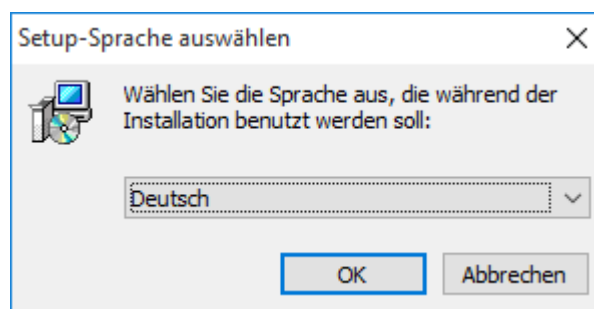 Setup-Sprache auswählen
Wählen Sie die Sprache aus, die während der
Installation benutzt werden soll:
Deutsch
OK Abbrechen